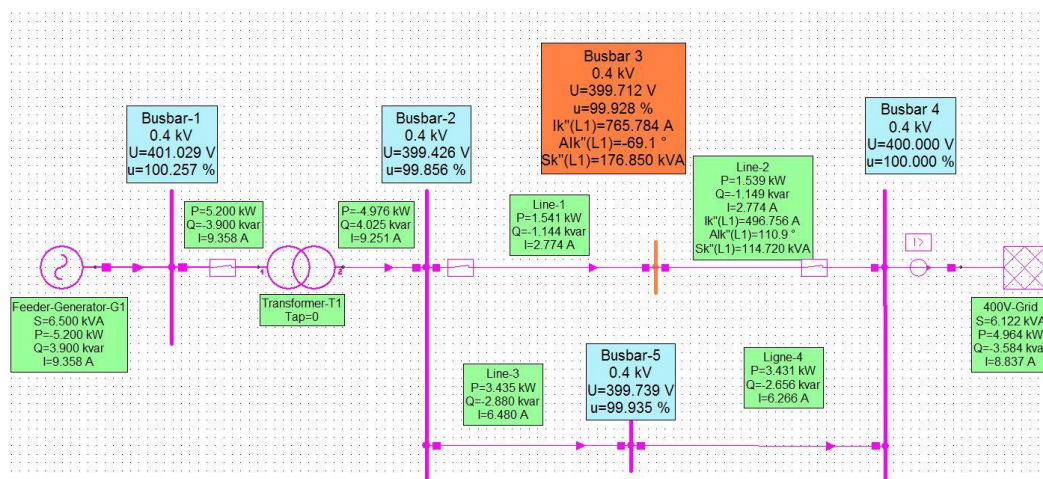 Busbar-1
0.4 kV
U=401.029 V
u=100.257 %
Busbar-2
0.4 kV
U=399.426 V
u=99.856 %
Busbar 3
0.4 kV
U=399.712 V
u=99.928 %
Ik"(L1)=765.784 A
AIk"(L1)=-69.1 °
Sk"(L1)=176.850 kVA
Busbar 4
0.4 kV
U=400.000 V
u=100.000 %
P=5.200 kW
Q=-3.900 kvar
I=9.358 A
P=-4.976 kW
Q=4.025 kvar
I=9.251 A
Line-1
P=1.541 kW
Q=-1.144 kvar
I=2.774 A
Line-2
P=1.539 kW
Q=-1.149 kvar
I=2.774 A
Ik"(L1)=496.756 A
AIk"(L1)=110.9 °
Sk"(L1)=114.720 kVA
I>
Feeder-Generator-G1
S=6.500 kVA
P=-5.200 kW
Q=3.900 kvar
I=9.358 A
Transformer-T1
Tap=0
400V-Grid
S=6.122 kVA
P=4.964 kW
Q=-3.584 kvar
I=8.837 A
Line-3
P=3.435 kW
Q=-2.880 kvar
I=6.480 A
Busbar-5
0.4 kV
U=399.739 V
u=99.935 %
Ligne-4
P=3.431 kW
Q=-2.656 kvar
I=6.266 A